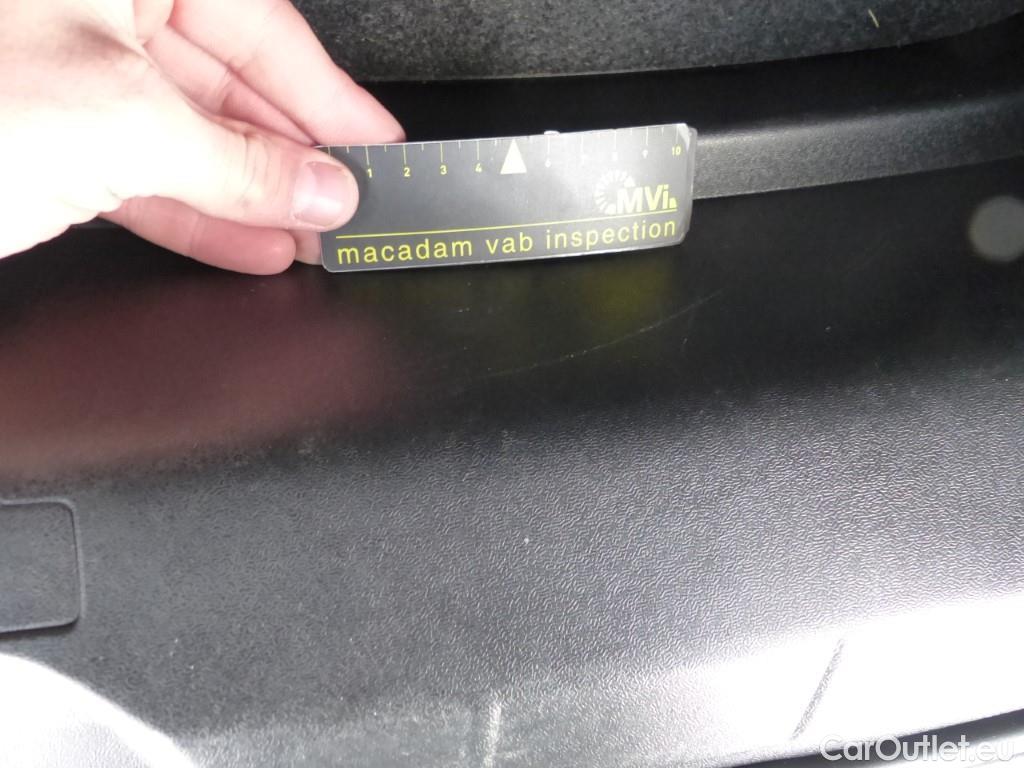 1 2 3 4 6 7 8 9 10
MVi
macadam vab inspection
CarOutlet.eu